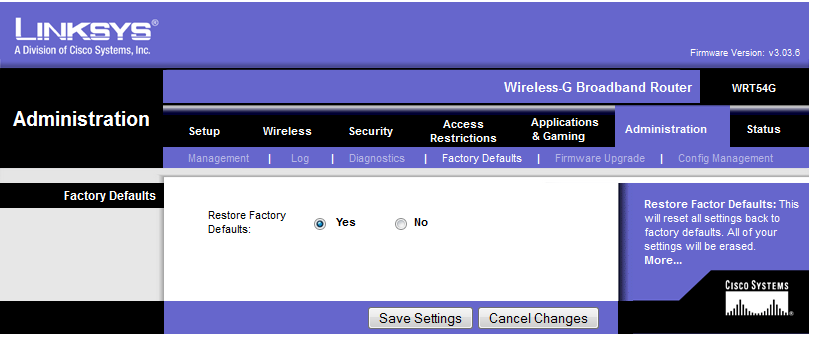 LINKSYS®
A Division of Cisco Systems, Inc.
Firmware Version: v3.03.6
Wireless-G Broadband Router
WRT54G
Administration
Setup
Wireless
Security
Access
Restrictions
Applications
& Gaming
Administration
Status
Management | Log | Diagnostics | Factory Defaults | Firmware Upgrade | Config Management
Factory Defaults
Restore Factory
Defaults:
Yes
No
Restore Factor Defaults: This
will reset all settings back to
factory defaults. All of your
settings will be erased.
More...
CISCO SYSTEMS
®
Save Settings
Cancel Changes